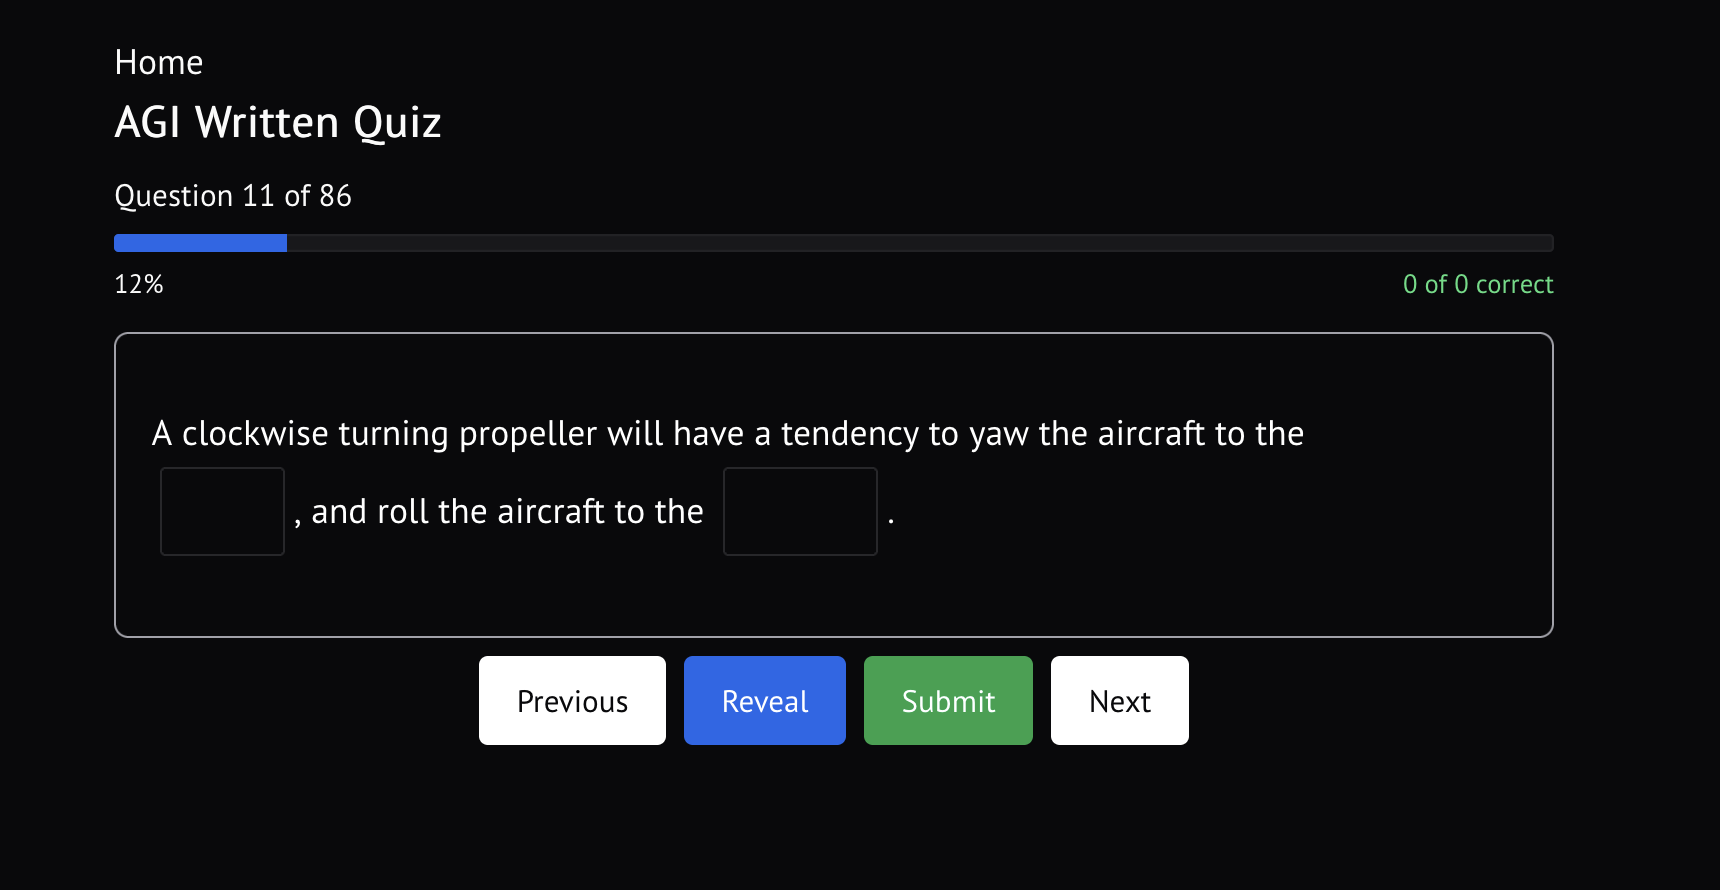 Home
AGI Written Quiz
Question 11 of 86
12%
0 of 0 correct
A clockwise turning propeller will have a tendency to yaw the aircraft to the
, and roll the aircraft to the .
Previous
Reveal
Submit
Next